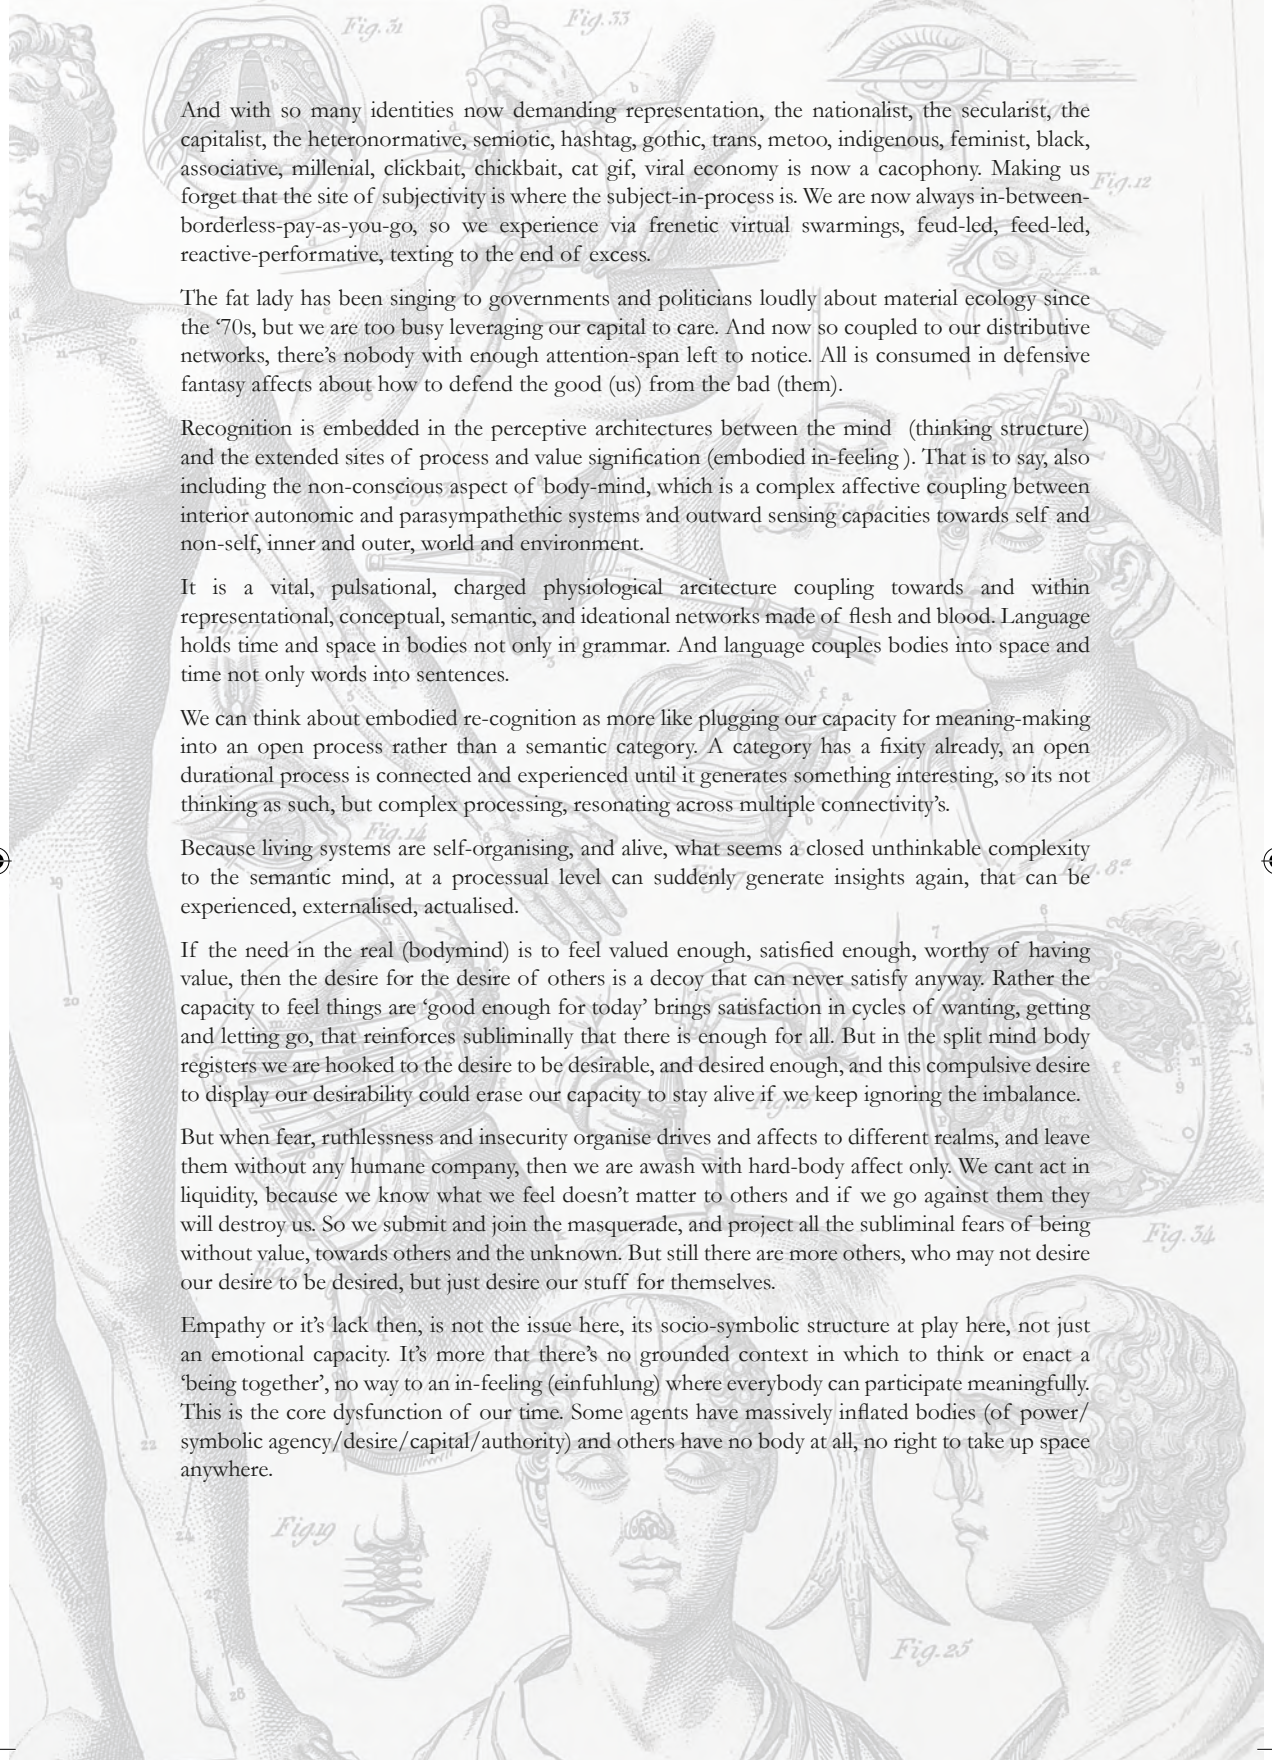 Fig. 31
Fig. 33
And with so many identities now demanding representation, the nationalist, the secularist, the
capitalist, the heteronormative, semiotic, hashtag, gothic, trans, metoo, indigenous, feminist, black,
associative, millenial, clickbait, chickbait, cat gif, viral economy is now a cacophony. Making us
Fig.12
forget that the site of subjectivity is where the subject-in-process is. We are now always in-between-
borderless-pay-as-you-go, so we experience via frenetic virtual swarmings, feud-led, feed-led,
reactive-performative, texting to the end of excess.
The fat lady has been singing to governments and politicians loudly about material ecology since
the ‘70s, but we are too busy leveraging our capital to care. And now so coupled to our distributive
networks, there’s nobody with enough attention-span left to notice. All is consumed in defensive
fantasy affects about how to defend the good (us) from the bad (them).
Recognition is embedded in the perceptive architectures between the mind  (thinking structure)
and the extended sites of process and value signification (embodied in-feeling ). That is to say, also
including the non-conscious aspect of body-mind, which is a complex affective coupling between
interior autonomic and parasympathethic systems and outward sensing capacities towards self and
non-self, inner and outer, world and environment.
It is a vital, pulsational, charged physiological arcitecture coupling towards and within
representational, conceptual, semantic, and ideational networks made of flesh and blood. Language
holds time and space in bodies not only in grammar. And language couples bodies into space and
time not only words into sentences.
We can think about embodied re-cognition as more like plugging our capacity for meaning-making
into an open process rather than a semantic category. A category has a fixity already, an open
durational process is connected and experienced until it generates something interesting, so its not
thinking as such, but complex processing, resonating across multiple connectivity’s.
Fig.14
Because living systems are self-organising, and alive, what seems a closed unthinkable complexity
Fig.8ª
to the semantic mind, at a processual level can suddenly generate insights again, that can be
19
experienced, externalised, actualised.
6
7
If the need in the real (bodymind) is to feel valued enough, satisfied enough, worthy of having
value, then the desire for the desire of others is a decoy that can never satisfy anyway. Rather the
20
capacity to feel things are ‘good enough for today’ brings satisfaction in cycles of wanting, getting
and letting go, that reinforces subliminally that there is enough for all. But in the split mind body
registers we are hooked to the desire to be desirable, and desired enough, and this compulsive desire
to display our desirability could erase our capacity to stay alive if we keep ignoring the imbalance.
But when fear, ruthlessness and insecurity organise drives and affects to different realms, and leave
them without any humane company, then we are awash with hard-body affect only. We cant act in
liquidity, because we know what we feel doesn’t matter to others and if we go against them they
will destroy us. So we submit and join the masquerade, and project all the subliminal fears of being
Fig. 34
without value, towards others and the unknown. But still there are more others, who may not desire
our desire to be desired, but just desire our stuff for themselves.
Empathy or it’s lack then, is not the issue here, its socio-symbolic structure at play here, not just
an emotional capacity. It’s more that there’s no grounded context in which to think or enact a
‘being together’, no way to an in-feeling (einfuhlung) where everybody can participate meaningfully.
This is the core dysfunction of our time. Some agents have massively inflated bodies (of power/
symbolic agency/desire/capital/authority) and others have no body at all, no right to take up space
22
anywhere.
24
Fig.19
27
Fig.25
28